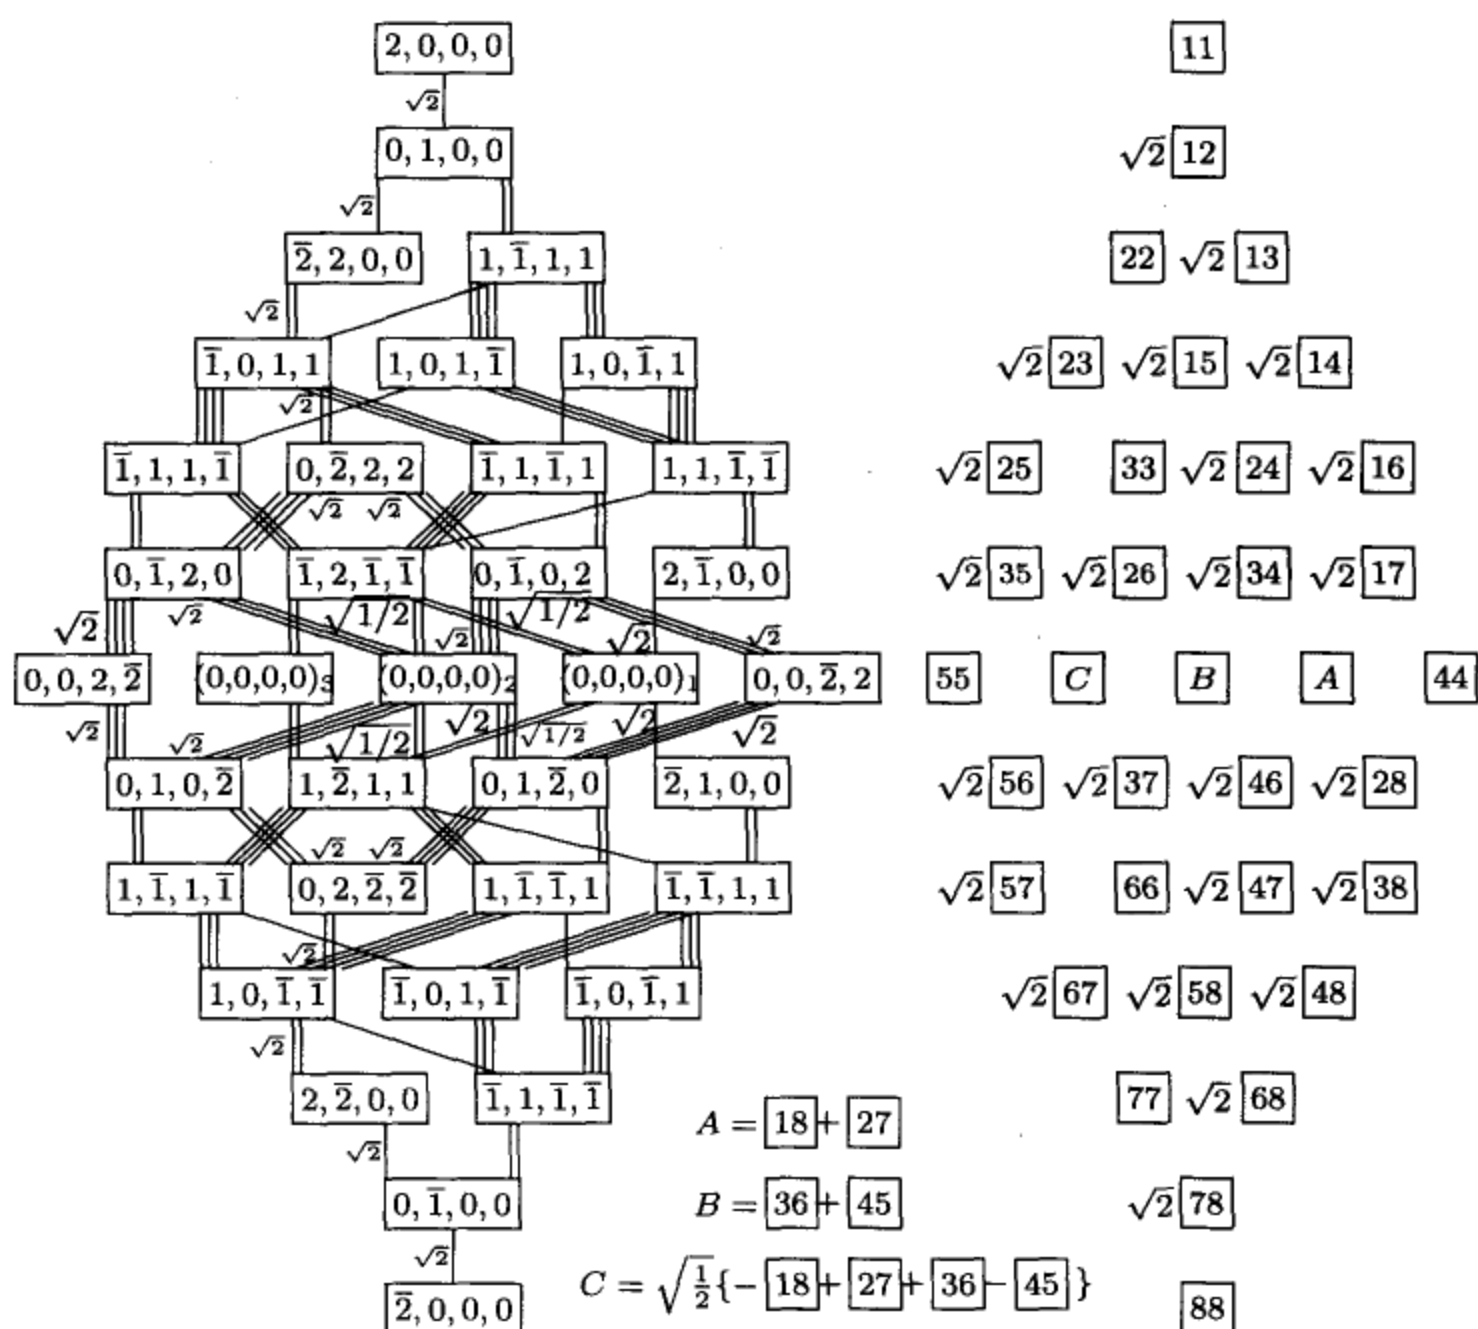 2, 0, 0, 0 11
√2
0, 1, 0, 0 √2 12
√2
2̅, 2, 0, 0 1, 1̅, 1, 1 22 √2 13
√2
1̅, 0, 1, 1 1, 0, 1, 1̅ 1, 0, 1̅, 1 √2 23 √2 15 √2 14
√2
1̅, 1, 1, 1̅ 0, 2̅, 2, 2 1̅, 1, 1̅, 1 1, 1, 1̅, 1̅ √2 25 33 √2 24 √2 16
√2 √2
0, 1̅, 2, 0 1̅, 2, 1̅, 1̅ 0, 1̅, 0, 2 2, 1̅, 0, 0 √2 35 √2 26 √2 34 √2 17
√2 √2 √1/2 √2 √1/2 √2 √2
0, 0, 2, 2̅ (0,0,0,0)₃ (0,0,0,0)₂ (0,0,0,0)₁ 0, 0, 2̅, 2 55 C B A 44
√2 √2 √1/2 √2 √1/2 √2 √2
0, 1, 0, 2̅ 1, 2̅, 1, 1 0, 1, 2̅, 0 2̅, 1, 0, 0 √2 56 √2 37 √2 46 √2 28
√2 √2
1, 1̅, 1, 1̅ 0, 2, 2̅, 2̅ 1, 1̅, 1̅, 1 1̅, 1̅, 1, 1 √2 57 66 √2 47 √2 38
√2
1, 0, 1̅, 1̅ 1̅, 0, 1, 1̅ 1̅, 0, 1̅, 1 √2 67 √2 58 √2 48
√2
2, 2̅, 0, 0 1̅, 1, 1̅, 1̅ 77 √2 68
A = 18 + 27
√2
0, 1̅, 0, 0 B = 36 + 45 √2 78
√2
C = √½{− 18 + 27 + 36 − 45 }
2̅, 0, 0, 0 88